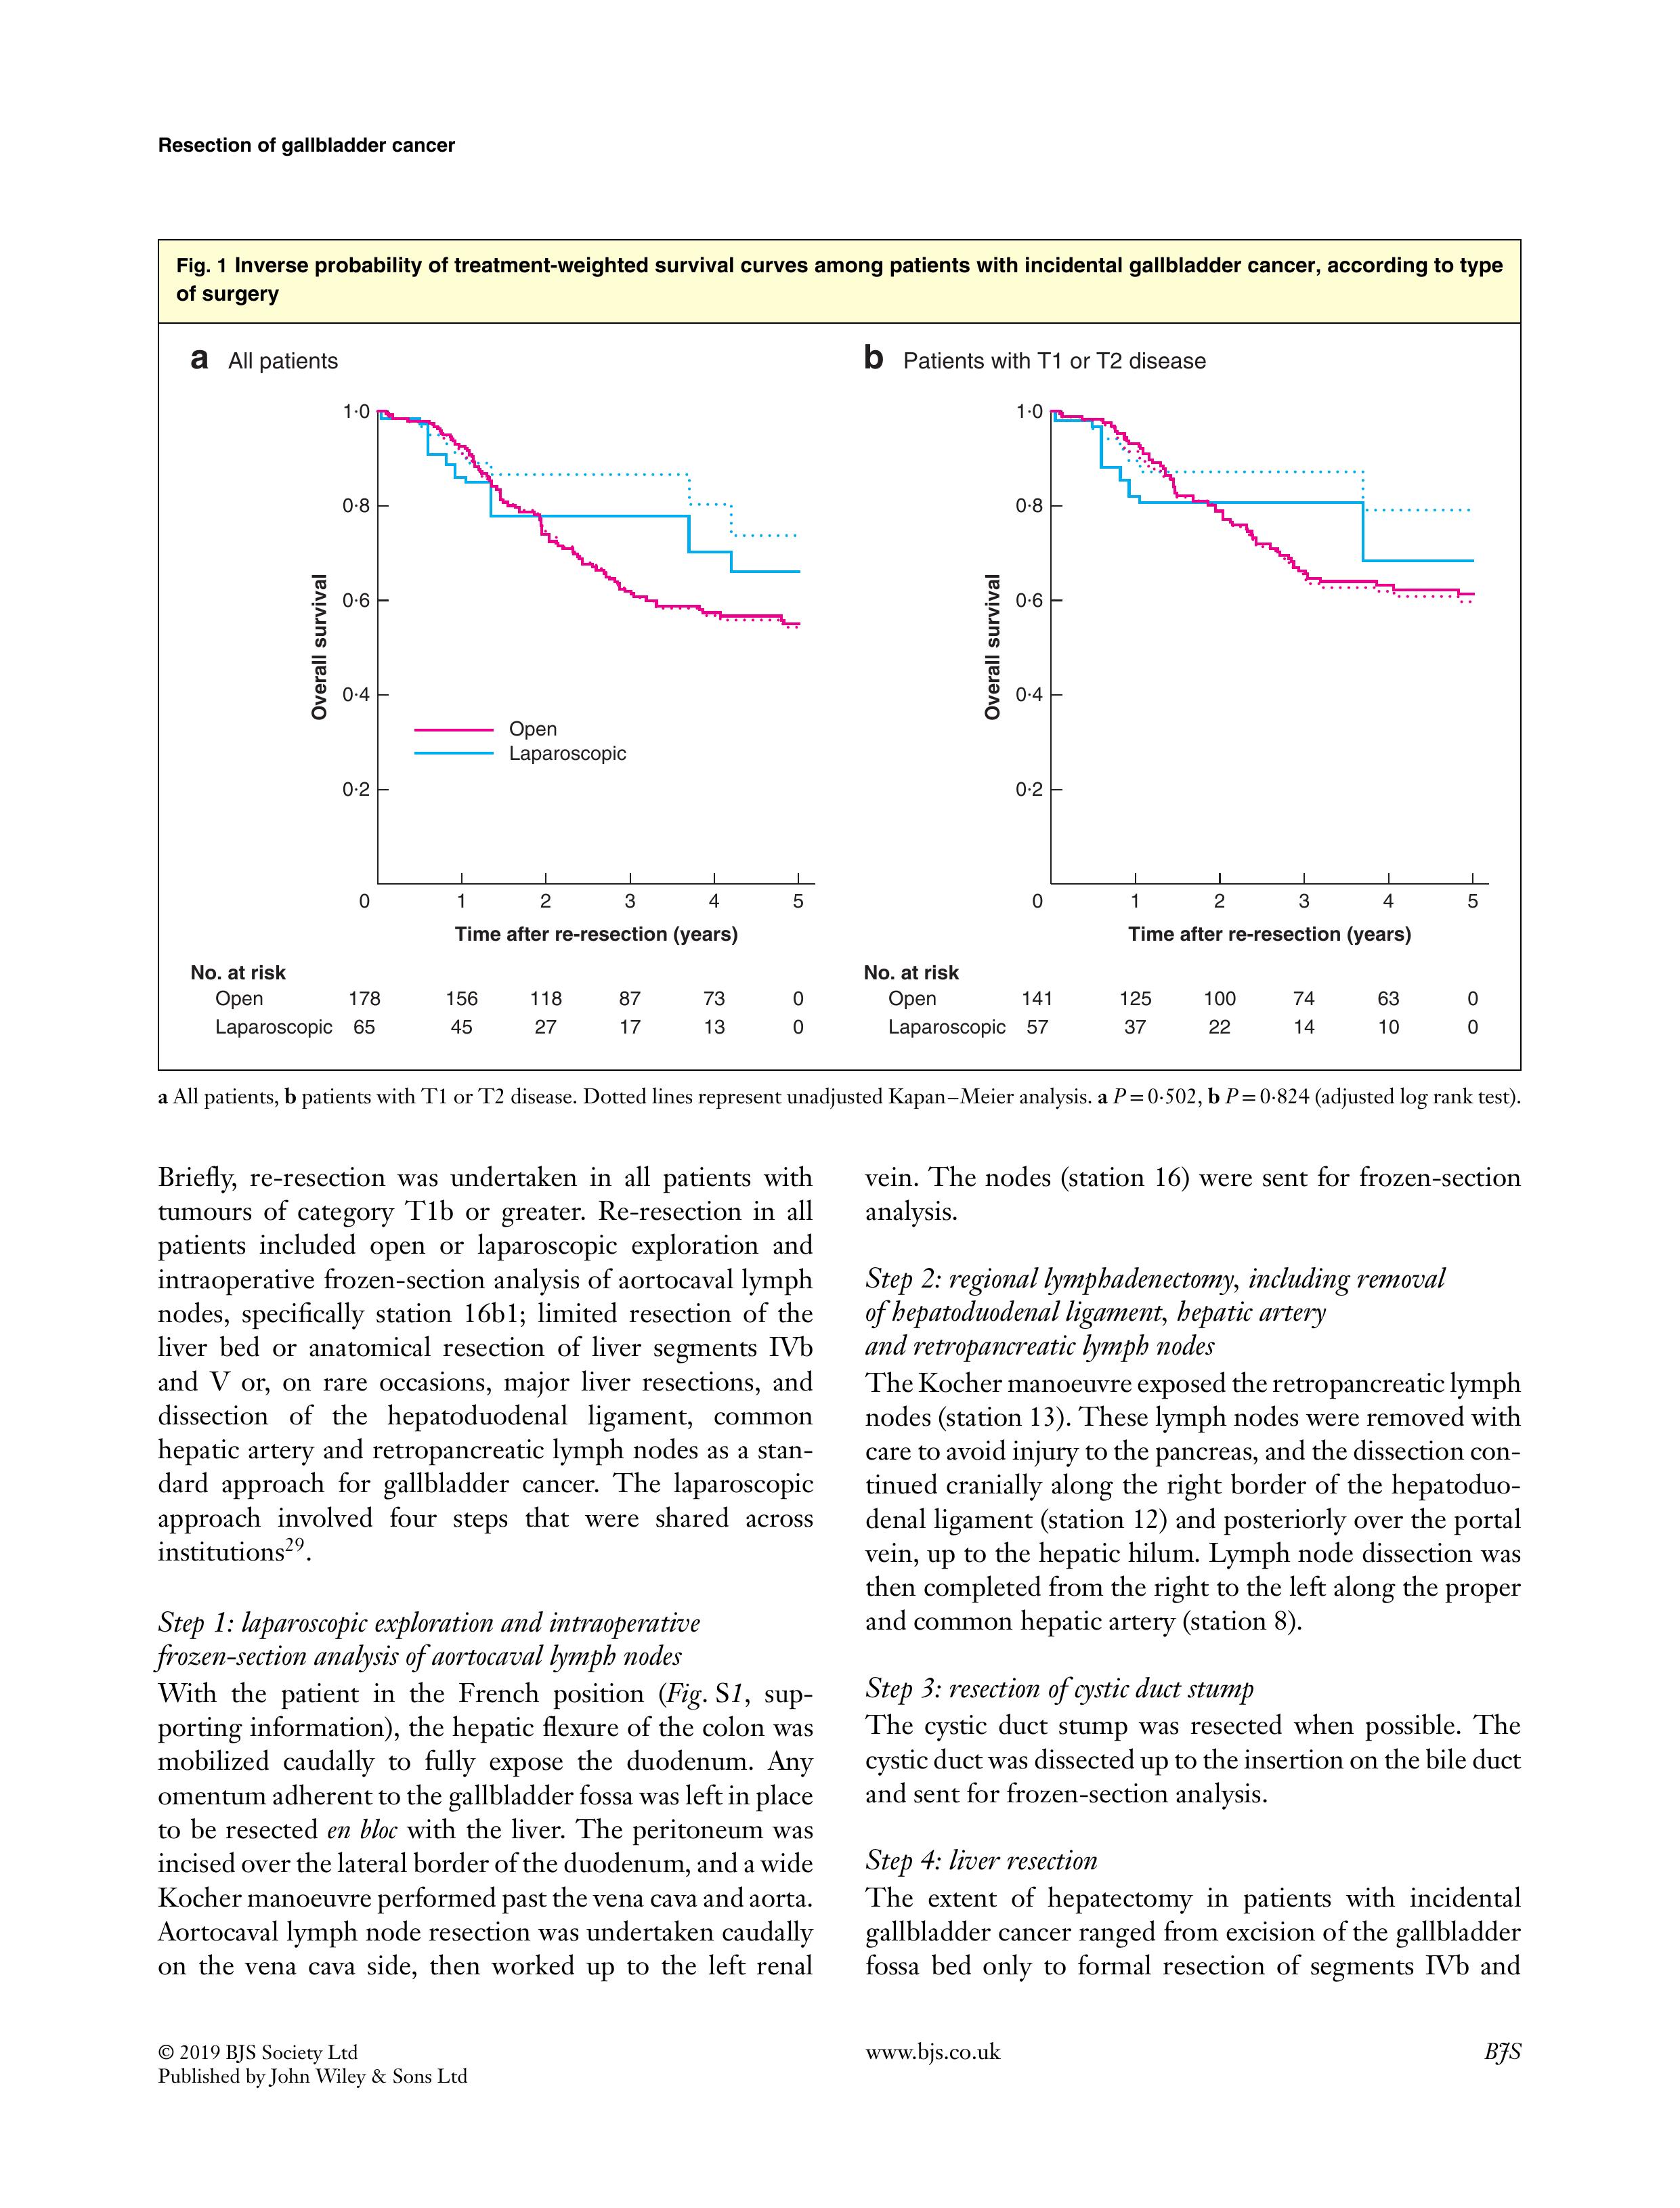 Resection of gallbladder cancer
Fig. 1 Inverse probability of treatment-weighted survival curves among patients with incidental gallbladder cancer, according to type
of surgery
a All patients
1·0
0·8
0·6
0·4
0·2
0
1
2
3
4
5
Overall survival
Open
Laparoscopic
Time after re-resection (years)
No. at risk
Open 178 156 118 87 73 0
Laparoscopic 65 45 27 17 13 0
b Patients with T1 or T2 disease
1·0
0·8
0·6
0·4
0·2
0
1
2
3
4
5
Overall survival
Time after re-resection (years)
No. at risk
Open 141 125 100 74 63 0
Laparoscopic 57 37 22 14 10 0
a All patients, b patients with T1 or T2 disease. Dotted lines represent unadjusted Kapan–Meier analysis. a P = 0·502, b P = 0·824 (adjusted log rank test).
Briefly, re-resection was undertaken in all patients with
tumours of category T1b or greater. Re-resection in all
patients included open or laparoscopic exploration and
intraoperative frozen-section analysis of aortocaval lymph
nodes, specifically station 16b1; limited resection of the
liver bed or anatomical resection of liver segments IVb
and V or, on rare occasions, major liver resections, and
dissection of the hepatoduodenal ligament, common
hepatic artery and retropancreatic lymph nodes as a stan-
dard approach for gallbladder cancer. The laparoscopic
approach involved four steps that were shared across
institutions29.
Step 1: laparoscopic exploration and intraoperative
frozen-section analysis of aortocaval lymph nodes
With the patient in the French position (Fig. S1, sup-
porting information), the hepatic flexure of the colon was
mobilized caudally to fully expose the duodenum. Any
omentum adherent to the gallbladder fossa was left in place
to be resected en bloc with the liver. The peritoneum was
incised over the lateral border of the duodenum, and a wide
Kocher manoeuvre performed past the vena cava and aorta.
Aortocaval lymph node resection was undertaken caudally
on the vena cava side, then worked up to the left renal
vein. The nodes (station 16) were sent for frozen-section
analysis.
Step 2: regional lymphadenectomy, including removal
of hepatoduodenal ligament, hepatic artery
and retropancreatic lymph nodes
The Kocher manoeuvre exposed the retropancreatic lymph
nodes (station 13). These lymph nodes were removed with
care to avoid injury to the pancreas, and the dissection con-
tinued cranially along the right border of the hepatoduo-
denal ligament (station 12) and posteriorly over the portal
vein, up to the hepatic hilum. Lymph node dissection was
then completed from the right to the left along the proper
and common hepatic artery (station 8).
Step 3: resection of cystic duct stump
The cystic duct stump was resected when possible. The
cystic duct was dissected up to the insertion on the bile duct
and sent for frozen-section analysis.
Step 4: liver resection
The extent of hepatectomy in patients with incidental
gallbladder cancer ranged from excision of the gallbladder
fossa bed only to formal resection of segments IVb and
© 2019 BJS Society Ltd
Published by John Wiley & Sons Ltd
www.bjs.co.uk
BJS